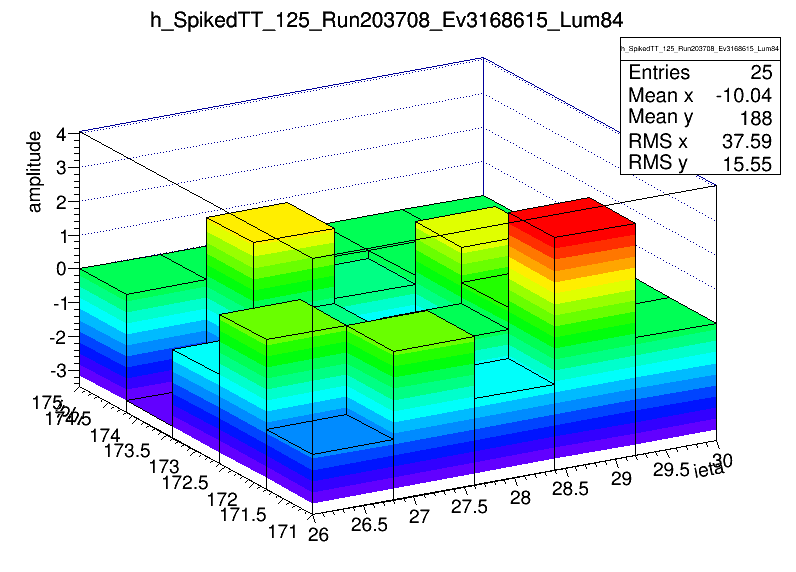 h_SpikedTT_125_Run203708_Ev3168615_Lum84
h_SpikedTT_125_Run203708_Ev3168615_Lum84
Entries 25
Mean x -10.04
Mean y 188
RMS x 37.59
RMS y 15.55
amplitude
4
3
2
1
0
-1
-2
-3
175
174.5
174
173.5
173
172.5
172
171.5
171
26
26.5
27
27.5
28
28.5
29
29.5
30
ieta